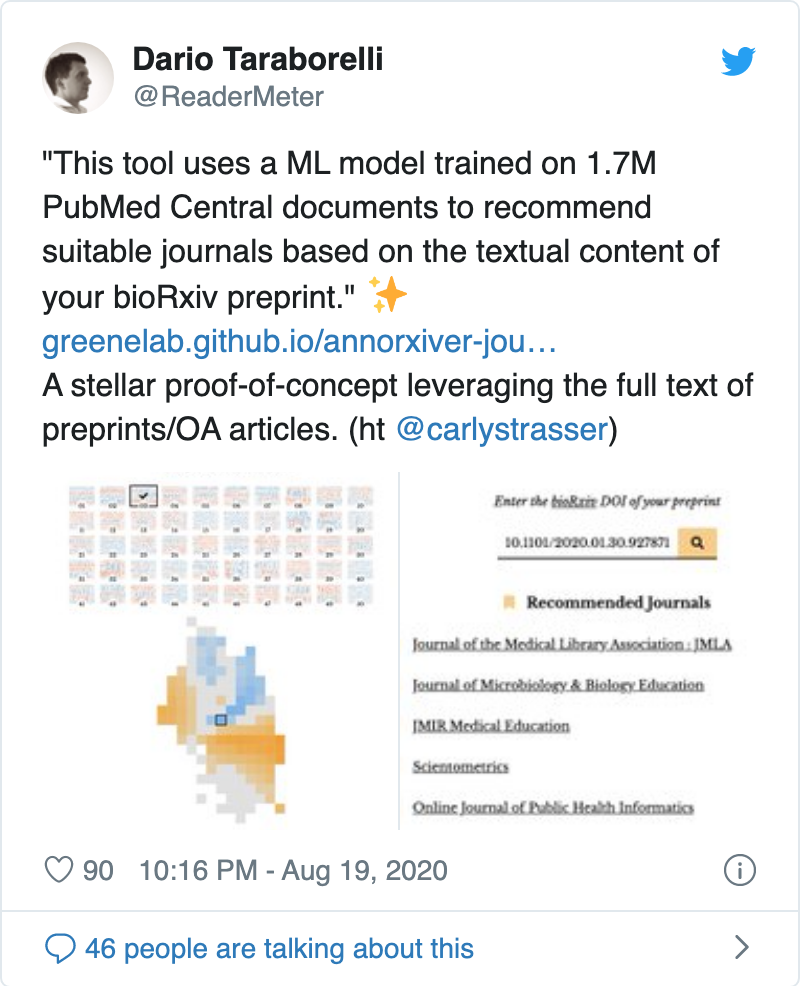 Dario Taraborelli
@ReaderMeter
"This tool uses a ML model trained on 1.7M
PubMed Central documents to recommend
suitable journals based on the textual content of
your bioRxiv preprint." ✨
greenelab.github.io/annorxiver-jou…
A stellar proof-of-concept leveraging the full text of
preprints/OA articles. (ht @carlystrasser)
Enter the bioRxiv DOI of your preprint
10.1101/2020.01.30.927871
Recommended Journals
Journal of the Medical Library Association : JMLA
Journal of Microbiology & Biology Education
JMIR Medical Education
Scientometrics
Online Journal of Public Health Informatics
90 10:16 PM - Aug 19, 2020
46 people are talking about this